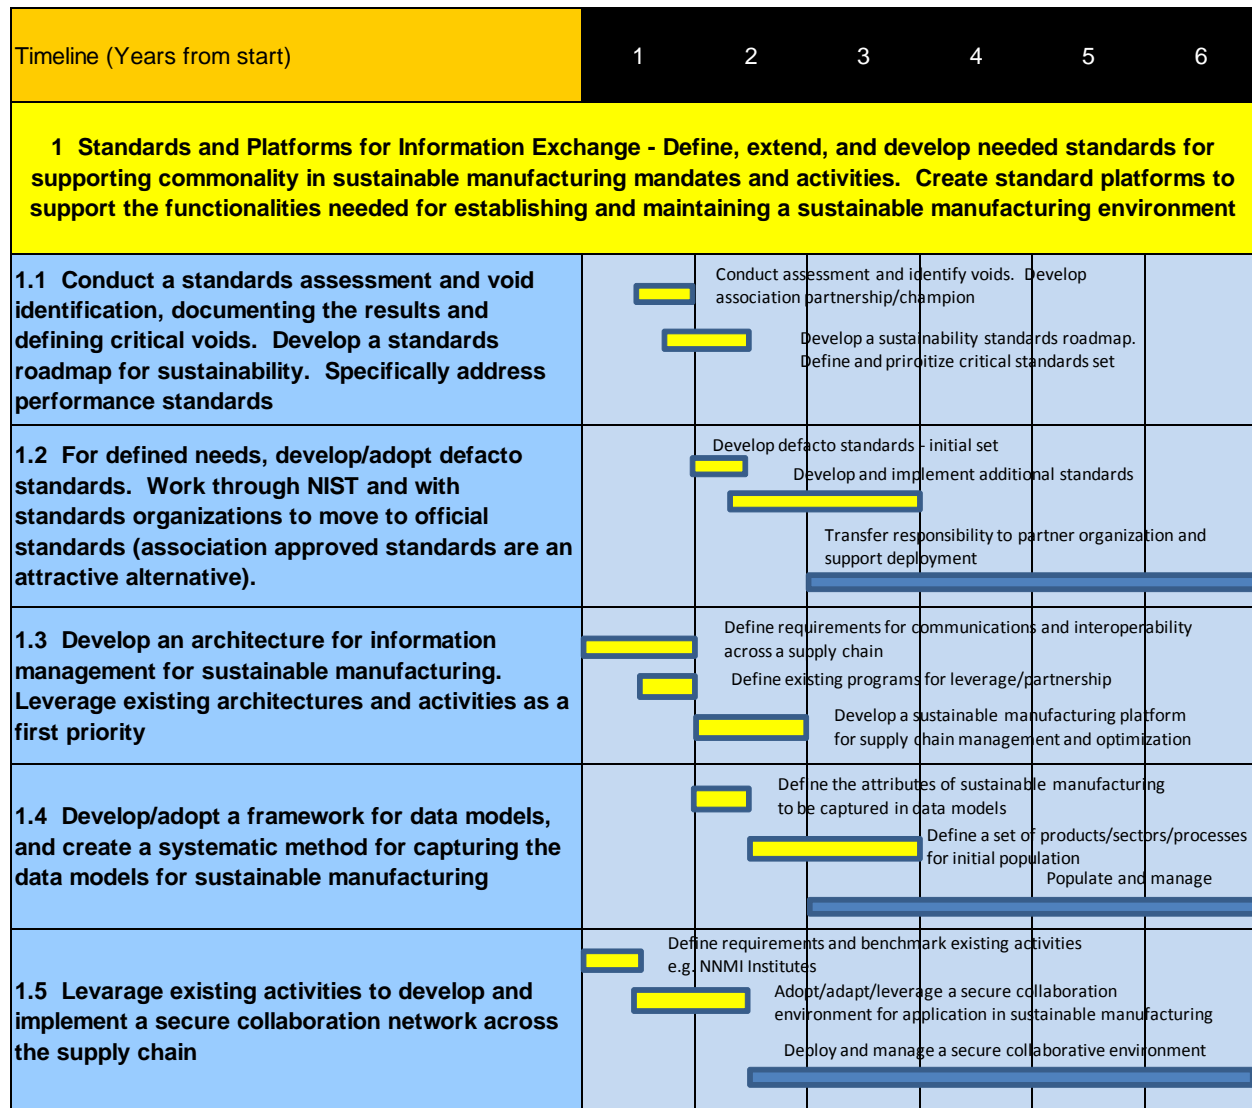 Timeline (Years from start) 1 2 3 4 5 6
1 Standards and Platforms for Information Exchange - Define, extend, and develop needed standards for
supporting commonality in sustainable manufacturing mandates and activities. Create standard platforms to
support the functionalities needed for establishing and maintaining a sustainable manufacturing environment
1.1 Conduct a standards assessment and void
identification, documenting the results and
defining critical voids. Develop a standards
roadmap for sustainability. Specifically address
performance standards
Conduct assessment and identify voids. Develop
association partnership/champion
Develop a sustainability standards roadmap.
Define and priroitize critical standards set
1.2 For defined needs, develop/adopt defacto
standards. Work through NIST and with
standards organizations to move to official
standards (association approved standards are an
attractive alternative).
Develop defacto standards - initial set
Develop and implement additional standards
Transfer responsibility to partner organization and
support deployment
1.3 Develop an architecture for information
management for sustainable manufacturing.
Leverage existing architectures and activities as a
first priority
Define requirements for communications and interoperability
across a supply chain
Define existing programs for leverage/partnership
Develop a sustainable manufacturing platform
for supply chain management and optimization
1.4 Develop/adopt a framework for data models,
and create a systematic method for capturing the
data models for sustainable manufacturing
Define the attributes of sustainable manufacturing
to be captured in data models
Define a set of products/sectors/processes
for initial population
Populate and manage
1.5 Levarage existing activities to develop and
implement a secure collaboration network across
the supply chain
Define requirements and benchmark existing activities
e.g. NNMI Institutes
Adopt/adapt/leverage a secure collaboration
environment for application in sustainable manufacturing
Deploy and manage a secure collaborative environment